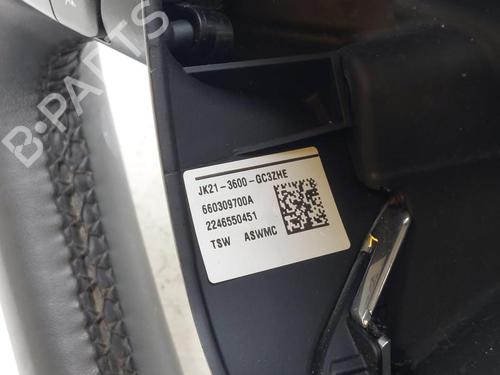 B-PARTS
JK21-3600-GC3ZHE
660309700A
2246550451
TSW ASWMC